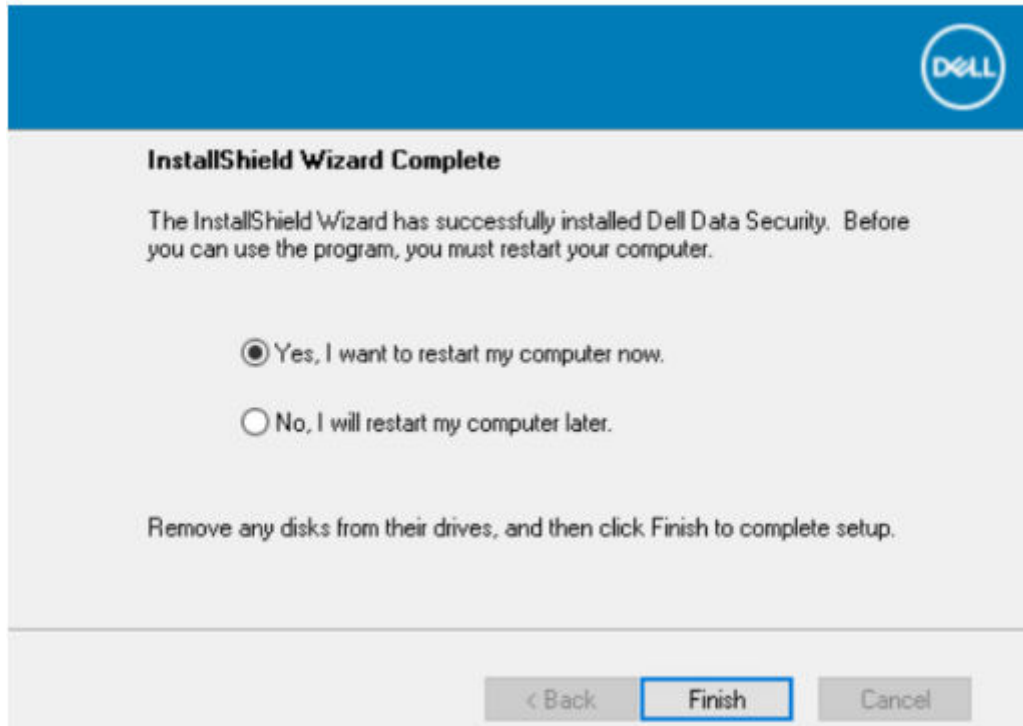 DELL
InstallShield Wizard Complete
The InstallShield Wizard has successfully installed Dell Data Security. Before
you can use the program, you must restart your computer.
Yes, I want to restart my computer now.
No, I will restart my computer later.
Remove any disks from their drives, and then click Finish to complete setup.
< Back Finish Cancel